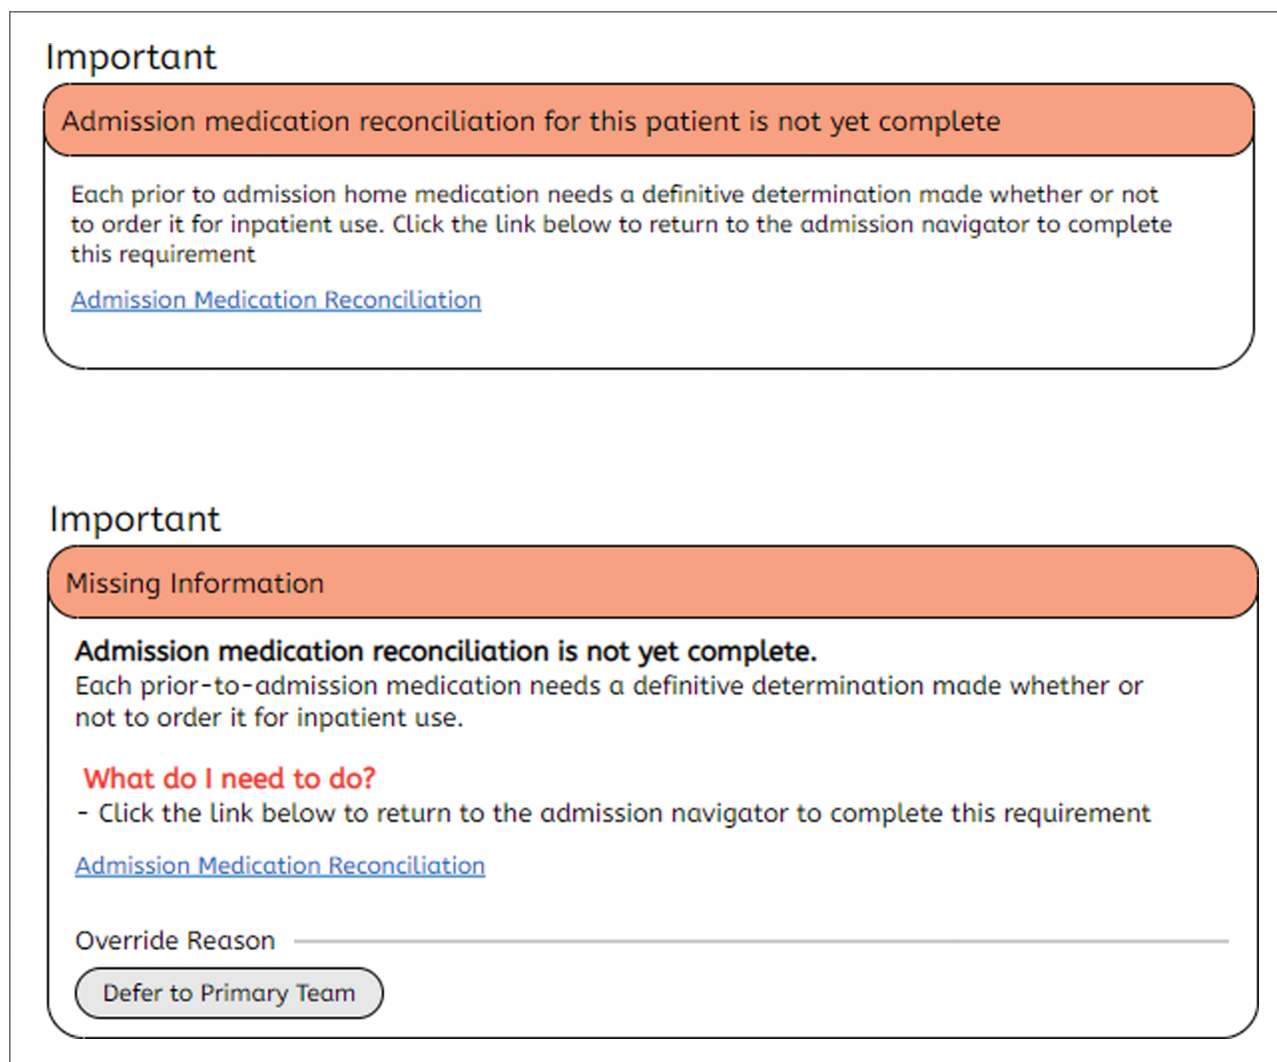 Important
Admission medication reconciliation for this patient is not yet complete
Each prior to admission home medication needs a definitive determination made whether or not
to order it for inpatient use. Click the link below to return to the admission navigator to complete
this requirement
Admission Medication Reconciliation
Important
Missing Information
Admission medication reconciliation is not yet complete.
Each prior-to-admission medication needs a definitive determination made whether or
not to order it for inpatient use.
What do I need to do?
- Click the link below to return to the admission navigator to complete this requirement
Admission Medication Reconciliation
Override Reason
Defer to Primary Team